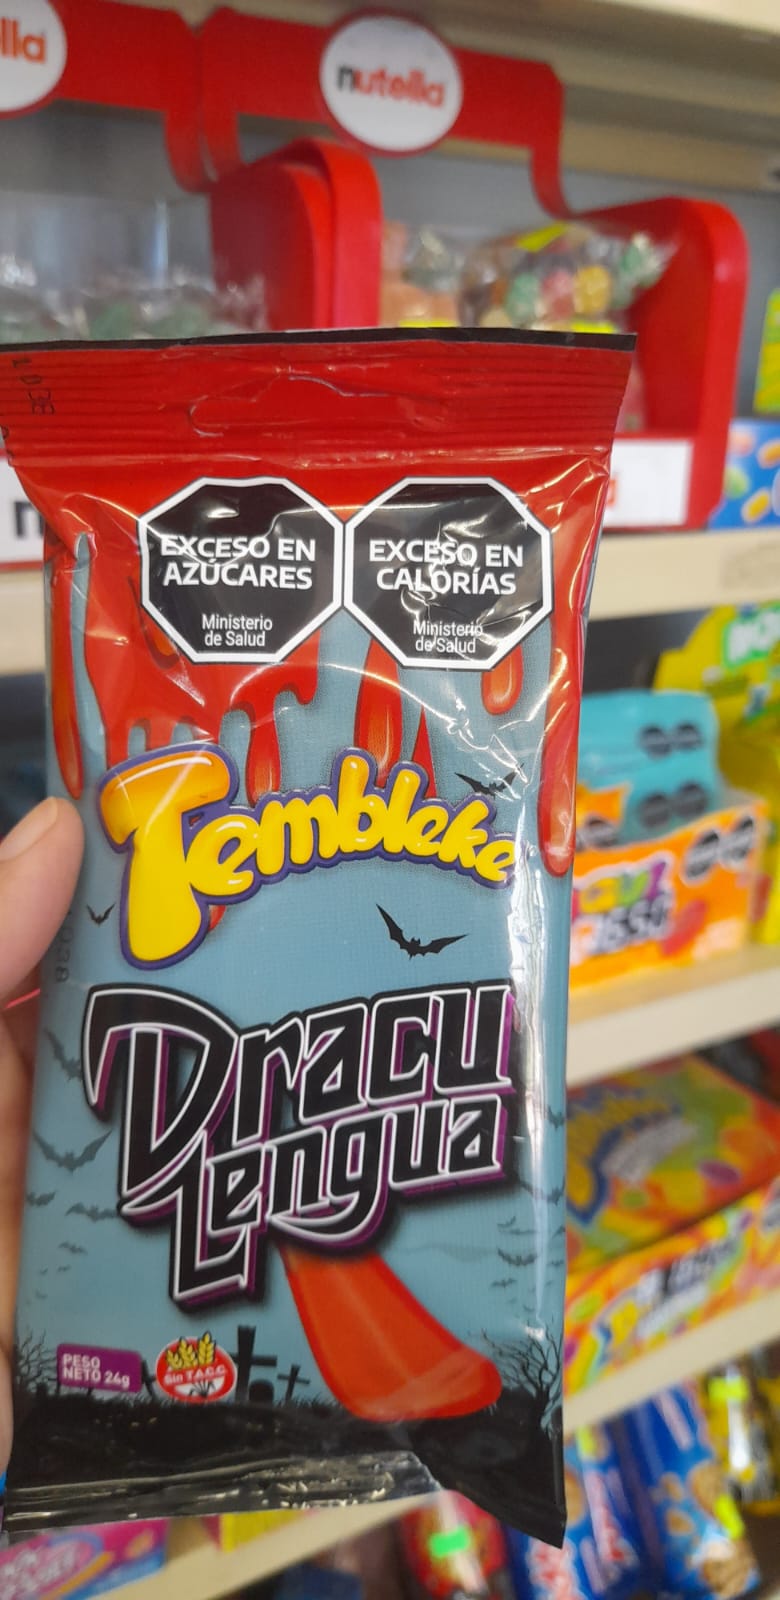 nutella
EXCESO EN
AZÚCARES
Ministerio
de Salud
EXCESO EN
CALORÍAS
Ministerio
de Salud
Tembleke
Dracu
Lengua
PESO
NETO 24g
Sin T.A.C.C.